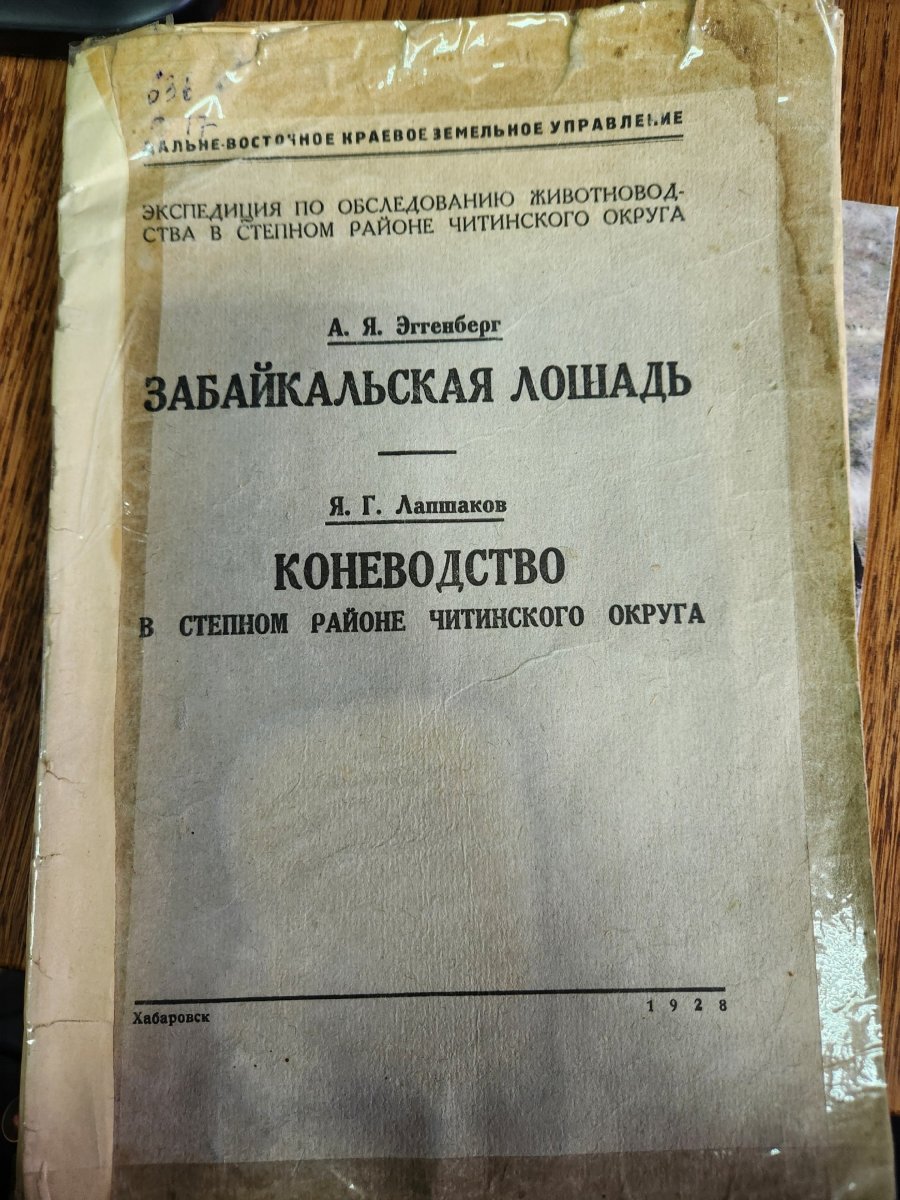 ДАЛЬНЕ-ВОСТОЧНОЕ КРАЕВОЕ ЗЕМЕЛЬНОЕ УПРАВЛЕНИЕ
ЭКСПЕДИЦИЯ ПО ОБСЛЕДОВАНИЮ ЖИВОТНОВОД-
СТВА В СТЕПНОМ РАЙОНЕ ЧИТИНСКОГО ОКРУГА
А. Я. Эггенберг
ЗАБАЙКАЛЬСКАЯ ЛОШАДЬ
Я. Г. Лапшаков
КОНЕВОДСТВО
В СТЕПНОМ РАЙОНЕ ЧИТИНСКОГО ОКРУГА
Хабаровск 1928